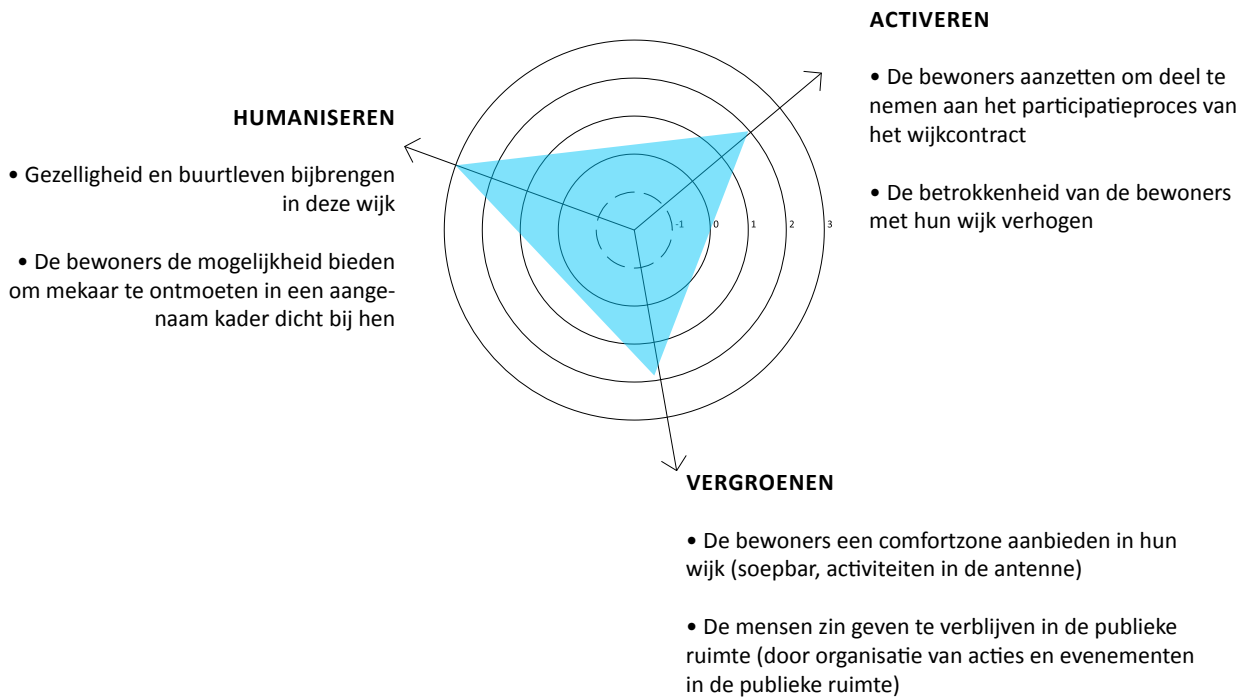 ACTIVEREN
• De bewoners aanzetten om deel te
nemen aan het participatieproces van
het wijkcontract
• De betrokkenheid van de bewoners
met hun wijk verhogen
HUMANISEREN
• Gezelligheid en buurtleven bijbrengen
in deze wijk
• De bewoners de mogelijkheid bieden
om mekaar te ontmoeten in een aange-
naam kader dicht bij hen
-1 0 1 2 3
VERGROENEN
• De bewoners een comfortzone aanbieden in hun
wijk (soepbar, activiteiten in de antenne)
• De mensen zin geven te verblijven in de publieke
ruimte (door organisatie van acties en evenementen
in de publieke ruimte)